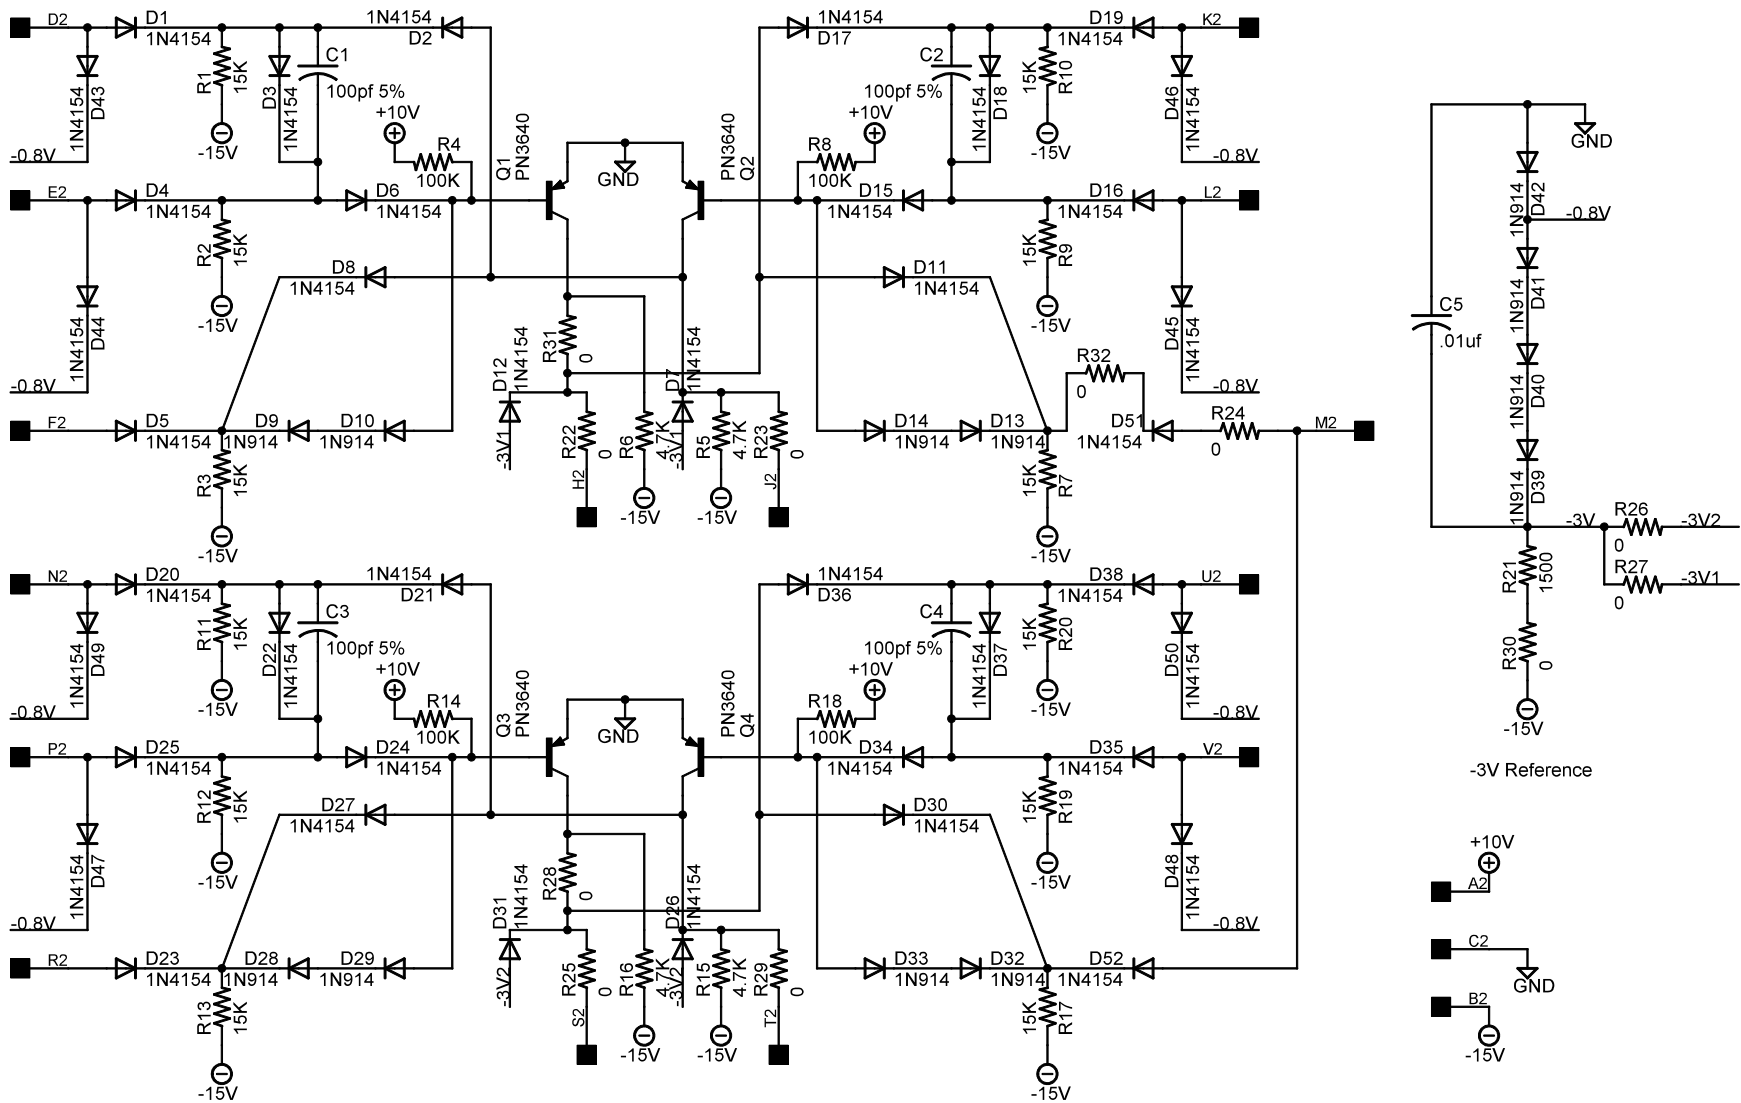 D2
D1
1N4154
1N4154
D2
1N4154
D17
D19
1N4154
K2
R1
15K
D3
1N4154
C1
100pf 5%
1N4154
D43
-0.8V
-15V
+10V
R4
100K
Q1
PN3640
GND
PN3640
Q2
C2
100pf 5%
+10V
R8
100K
1N4154
D18
15K
R10
-15V
D46
1N4154
-0.8V
E2
D4
1N4154
D6
1N4154
D15
1N4154
D16
1N4154
L2
R2
15K
-15V
1N4154
D44
-0.8V
D8
1N4154
D11
1N4154
15K
R9
-15V
D45
1N4154
-0.8V
R31
0
D12
1N4154
D7
1N4154
R32
0
F2
D5
1N4154
D9
1N914
D10
1N914
-3V1
R22
0
R6
4.7K
-3V1
R5
4.7K
R23
0
D14
1N914
D13
1N914
D51
1N4154
R24
0
M2
R3
15K
-15V
H2
-15V
-15V
J2
15K
R7
-15V
GND
1N914
D42
-0.8V
1N914
D41
C5
.01uf
1N914
D40
1N914
D39
-3V
R26
0
-3V2
R27
0
-3V1
R21
1500
R30
0
-15V
-3V Reference
N2
D20
1N4154
1N4154
D21
1N4154
D36
D38
1N4154
U2
R11
15K
D22
1N4154
C3
100pf 5%
1N4154
D49
-0.8V
-15V
+10V
R14
100K
Q3
PN3640
GND
PN3640
Q4
C4
100pf 5%
+10V
R18
100K
1N4154
D37
15K
R20
-15V
D50
1N4154
-0.8V
P2
D25
1N4154
D24
1N4154
D34
1N4154
D35
1N4154
V2
R12
15K
-15V
1N4154
D47
-0.8V
D27
1N4154
D30
1N4154
15K
R19
-15V
D48
1N4154
-0.8V
R28
0
D31
1N4154
D26
1N4154
R2
D23
1N4154
D28
1N914
D29
1N914
-3V2
R25
0
R16
4.7K
-3V2
R15
4.7K
R29
0
D33
1N914
D32
1N914
D52
1N4154
R13
15K
-15V
S2
-15V
-15V
T2
15K
R17
-15V
+10V
A2
C2
GND
B2
-15V